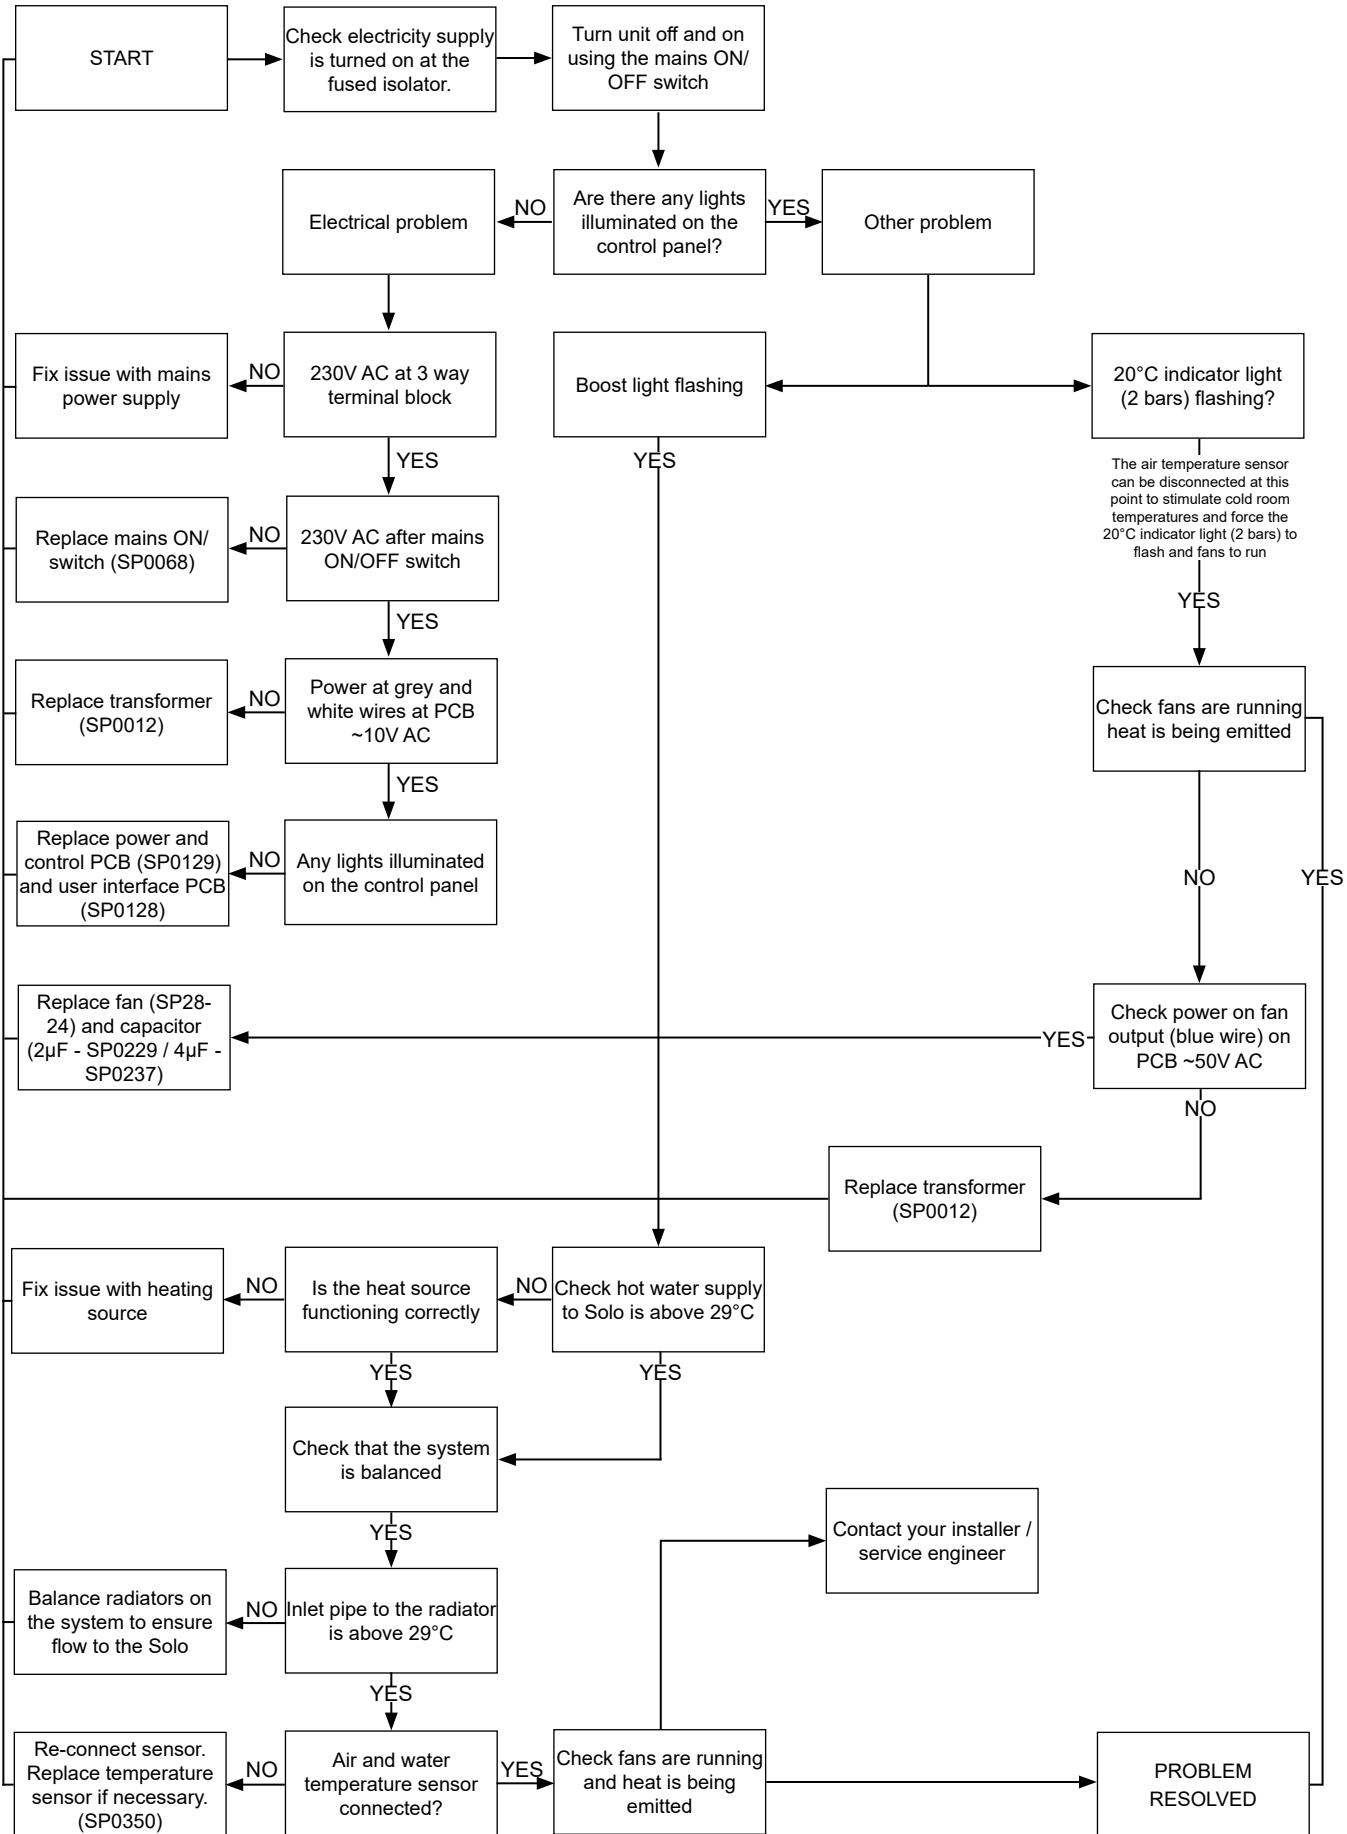 START
Check electricity supply
is turned on at the
fused isolator.
Turn unit off and on
using the mains ON/
OFF switch
Electrical problem
NO
Are there any lights
illuminated on the
control panel?
YES
Other problem
Fix issue with mains
power supply
NO
230V AC at 3 way
terminal block
Boost light flashing
20°C indicator light
(2 bars) flashing?
YES
YES
The air temperature sensor
can be disconnected at this
point to stimulate cold room
temperatures and force the
20°C indicator light (2 bars) to
flash and fans to run
Replace mains ON/
switch (SP0068)
NO
230V AC after mains
ON/OFF switch
YES
YES
Replace transformer
(SP0012)
NO
Power at grey and
white wires at PCB
~10V AC
Check fans are running
heat is being emitted
YES
Replace power and
control PCB (SP0129)
and user interface PCB
(SP0128)
NO
Any lights illuminated
on the control panel
NO
YES
Replace fan (SP28-
24) and capacitor
(2µF - SP0229 / 4µF -
SP0237)
YES
Check power on fan
output (blue wire) on
PCB ~50V AC
NO
Replace transformer
(SP0012)
Fix issue with heating
source
NO
Is the heat source
functioning correctly
NO
Check hot water supply
to Solo is above 29°C
YES
YES
Check that the system
is balanced
YES
Contact your installer /
service engineer
Balance radiators on
the system to ensure
flow to the Solo
NO
Inlet pipe to the radiator
is above 29°C
YES
Re-connect sensor.
Replace temperature
sensor if necessary.
(SP0350)
NO
Air and water
temperature sensor
connected?
YES
Check fans are running
and heat is being
emitted
PROBLEM
RESOLVED